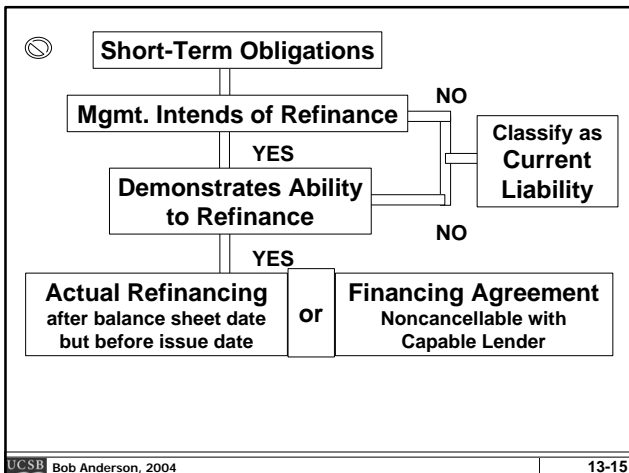 Short-Term Obligations
Mgmt. Intends of Refinance
NO
Classify as
Current
Liability
YES
Demonstrates Ability
to Refinance
NO
YES
Actual Refinancing
after balance sheet date
but before issue date
or
Financing Agreement
Noncancellable with
Capable Lender
UCSB Bob Anderson, 2004
13-15